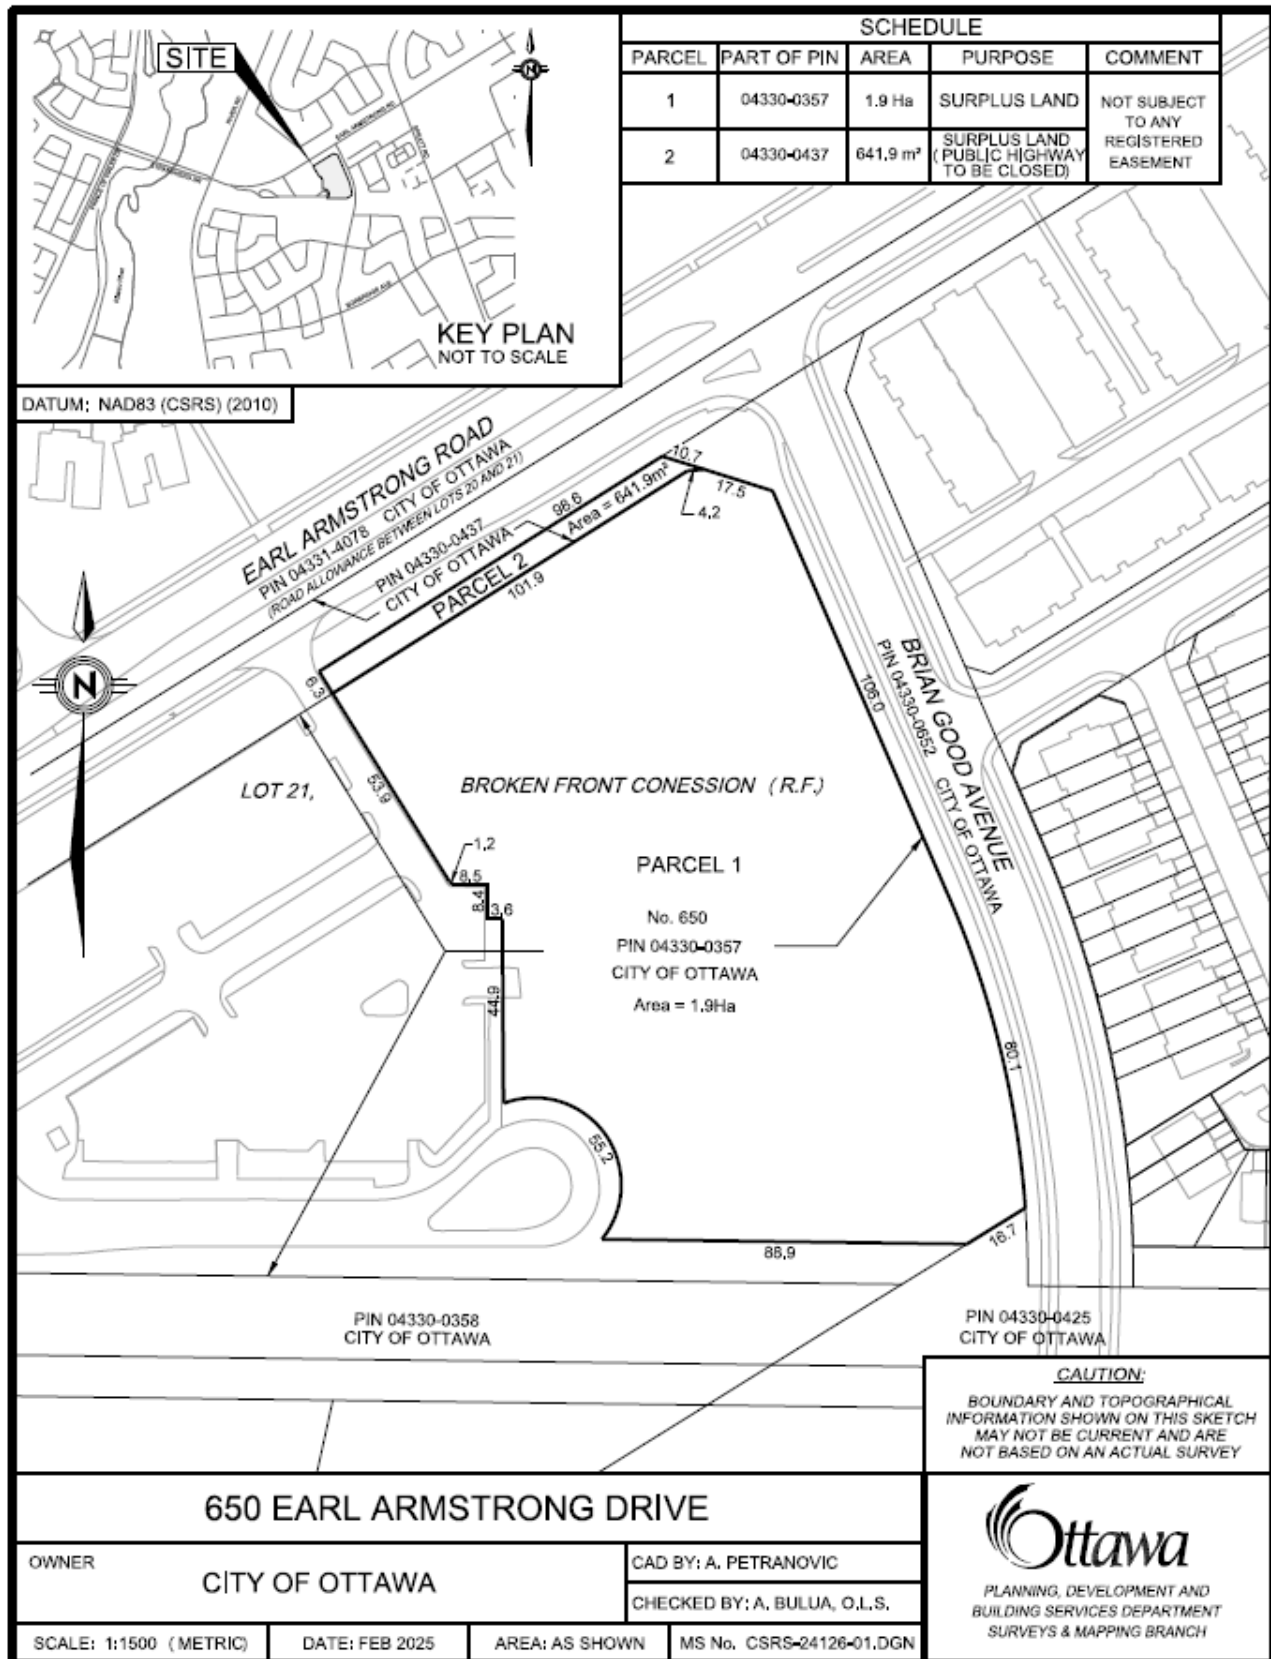 SITE
N
EARL ARMSTRONG RD
KEY PLAN
NOT TO SCALE
SCHEDULE
PARCEL PART OF PIN AREA PURPOSE COMMENT
1 04330-0357 1.9 Ha SURPLUS LAND
2 04330-0437 641.9 m² SURPLUS LAND
(PUBLIC HIGHWAY
TO BE CLOSED)
NOT SUBJECT
TO ANY
REGISTERED
EASEMENT
DATUM: NAD83 (CSRS) (2010)
EARL ARMSTRONG ROAD
PIN 04331-4078 CITY OF OTTAWA
(ROAD ALLOWANCE BETWEEN LOTS 20 AND 21)
PIN 04330-0437
CITY OF OTTAWA
98.6
Area = 641.9m²
PARCEL 2
101.9
10.7
17.5
4.2
6.3
N
53.9
LOT 21,
BROKEN FRONT CONESSION (R.F.)
106.0
BRIAN GOOD AVENUE
PIN 04330-0652 CITY OF OTTAWA
1.2
8.5
8.4
3.6
PARCEL 1
No. 650
PIN 04330-0357
CITY OF OTTAWA
Area = 1.9Ha
44.9
80.1
55.2
88.9
16.7
PIN 04330-0358
CITY OF OTTAWA
PIN 04330-0425
CITY OF OTTAWA
CAUTION:
BOUNDARY AND TOPOGRAPHICAL
INFORMATION SHOWN ON THIS SKETCH
MAY NOT BE CURRENT AND ARE
NOT BASED ON AN ACTUAL SURVEY
650 EARL ARMSTRONG DRIVE
OWNER
CITY OF OTTAWA
CAD BY: A. PETRANOVIC
CHECKED BY: A. BULUA, O.L.S.
SCALE: 1:1500 (METRIC) DATE: FEB 2025 AREA: AS SHOWN MS No. CSRS-24126-01.DGN
Ottawa
PLANNING, DEVELOPMENT AND
BUILDING SERVICES DEPARTMENT
SURVEYS & MAPPING BRANCH